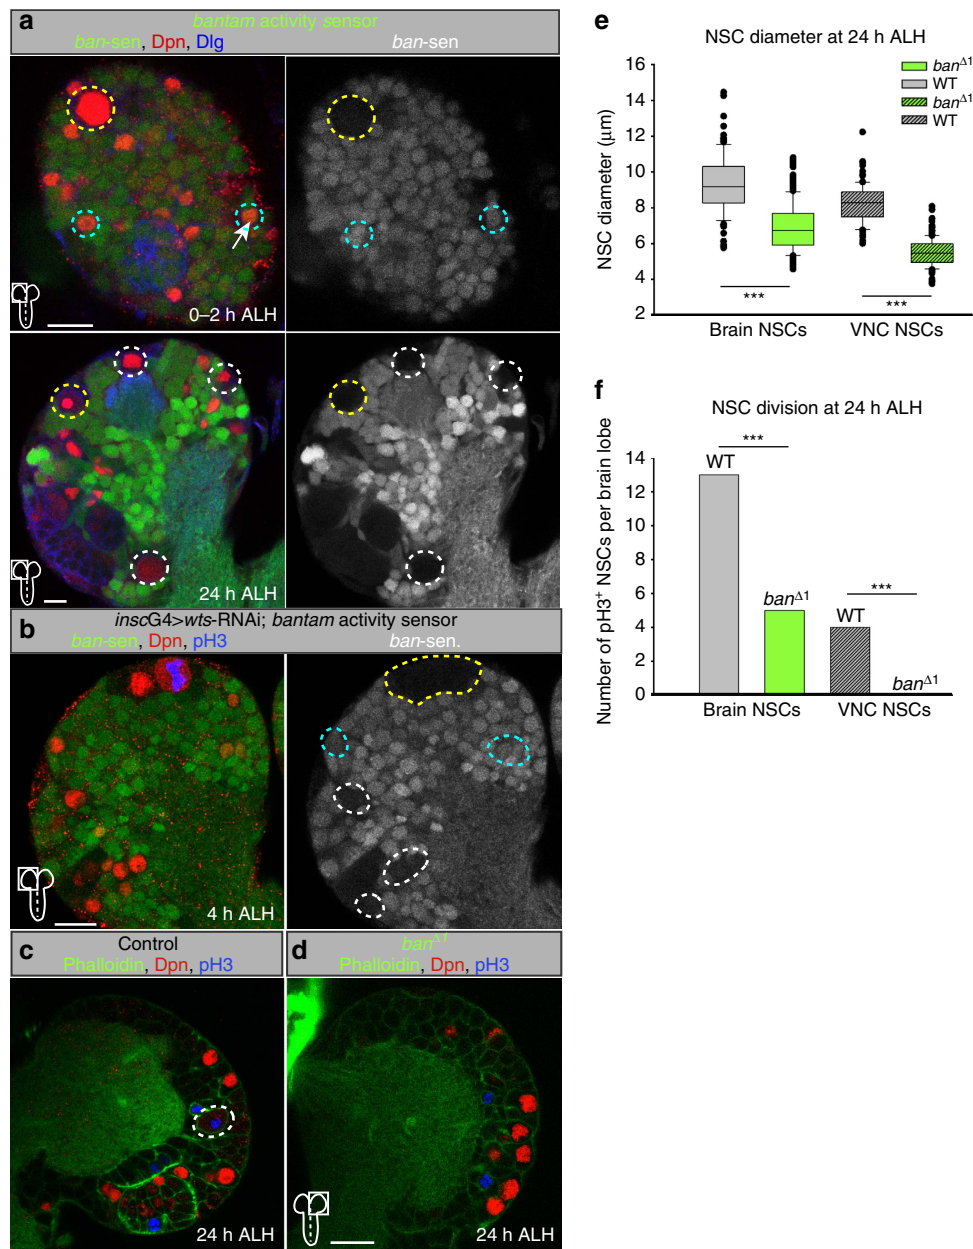 a
bantam activity sensor
ban-sen, Dpn, Dlg
ban-sen
0–2 h ALH
24 h ALH
b
inscG4>wts-RNAi; bantam activity sensor
ban-sen, Dpn, pH3
ban-sen.
4 h ALH
c
Control
Phalloidin, Dpn, pH3
24 h ALH
d
banΔ1
Phalloidin, Dpn, pH3
24 h ALH
e
NSC diameter at 24 h ALH
NSC diameter (μm)
16
14
12
10
8
6
4
2
banΔ1
WT
banΔ1
WT
***
***
Brain NSCs
VNC NSCs
f
NSC division at 24 h ALH
Number of pH3+ NSCs per brain lobe
14
12
10
8
6
4
2
0
***
WT
banΔ1
***
WT
banΔ1
Brain NSCs
VNC NSCs